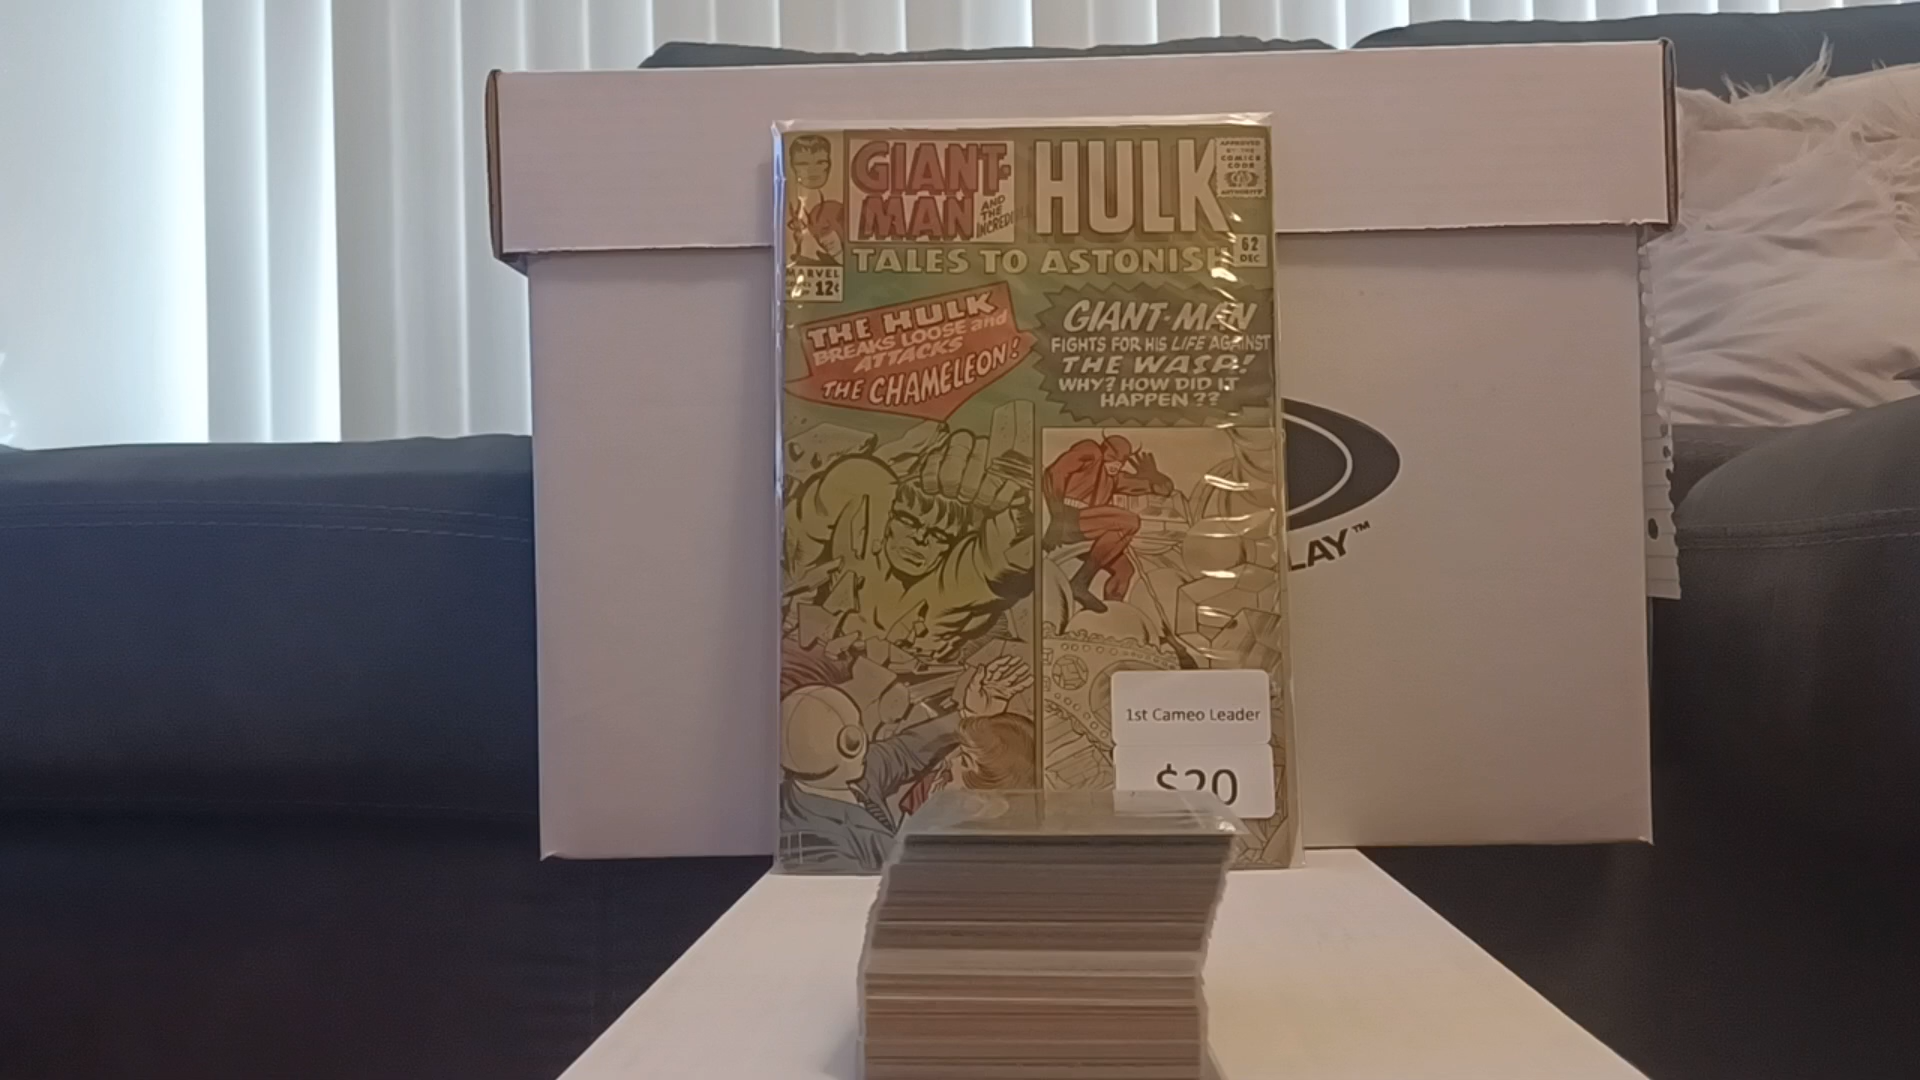 GIANT-
MAN
AND
THE
INCREDI
HULK
APPROVED
BY THE
COMICS
CODE
AUTHORITY
TALES TO ASTONISH
62
DEC
MARVEL
12¢
THE HULK
BREAKS LOOSE and
ATTACKS
THE CHAMELEON!
GIANT-MAN
FIGHTS FOR HIS LIFE AGAINST
THE WASP!
WHY? HOW DID IT
HAPPEN??
LAY™
1st Cameo Leader
$20